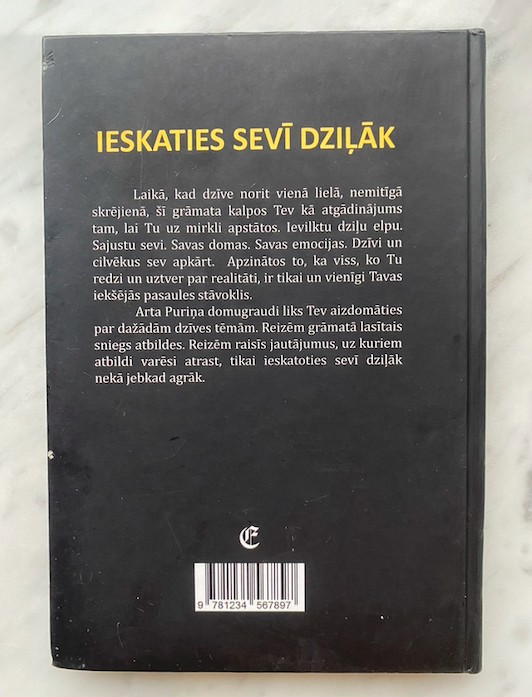 IESKATIES SEVĪ DZIĻĀK
Laikā, kad dzīve norit vienā lielā, nemitīgā
skrējienā, šī grāmata kalpos Tev kā atgādinājums
tam, lai Tu uz mirkli apstātos. Ievilktu dziļu elpu.
Sajustu sevi. Savas domas. Savas emocijas. Dzīvi un
cilvēkus sev apkārt. Apzinātos to, ka viss, ko Tu
redzi un uztver par realitāti, ir tikai un vienīgi Tavas
iekšējās pasaules stāvoklis.
Arta Puriņa domugraudi liks Tev aizdomāties
par dažādām dzīves tēmām. Reizēm grāmatā lasītais
sniegs atbildes. Reizēm raisīs jautājumus, uz kuriem
atbildi varēsi atrast, tikai ieskatoties sevī dziļāk
nekā jebkad agrāk.
E
9 781234 567897